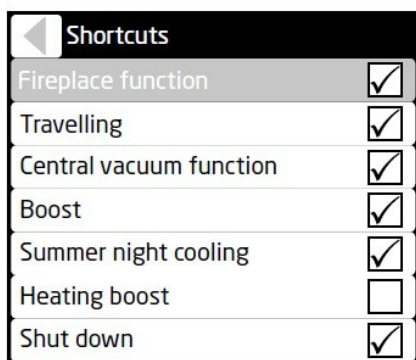 Shortcuts
Fireplace function
Travelling
Central vacuum function
Boost
Summer night cooling
Heating boost
Shut down